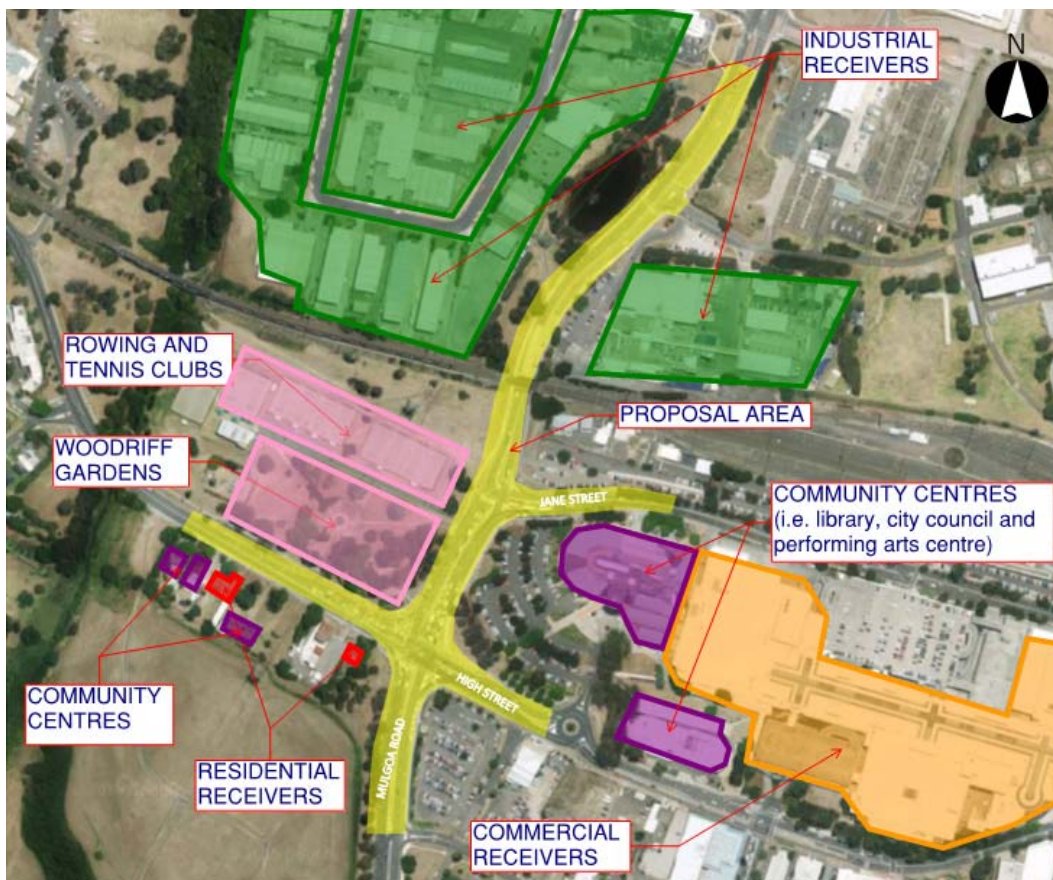 INDUSTRIAL
RECEIVERS
N
ROWING AND
TENNIS CLUBS
PROPOSAL AREA
WOODRIFF
GARDENS
JANE STREET
COMMUNITY CENTRES
(i.e. library, city council and
performing arts centre)
COMMUNITY
CENTRES
HIGH STREET
MULGOA ROAD
RESIDENTIAL
RECEIVERS
COMMERCIAL
RECEIVERS